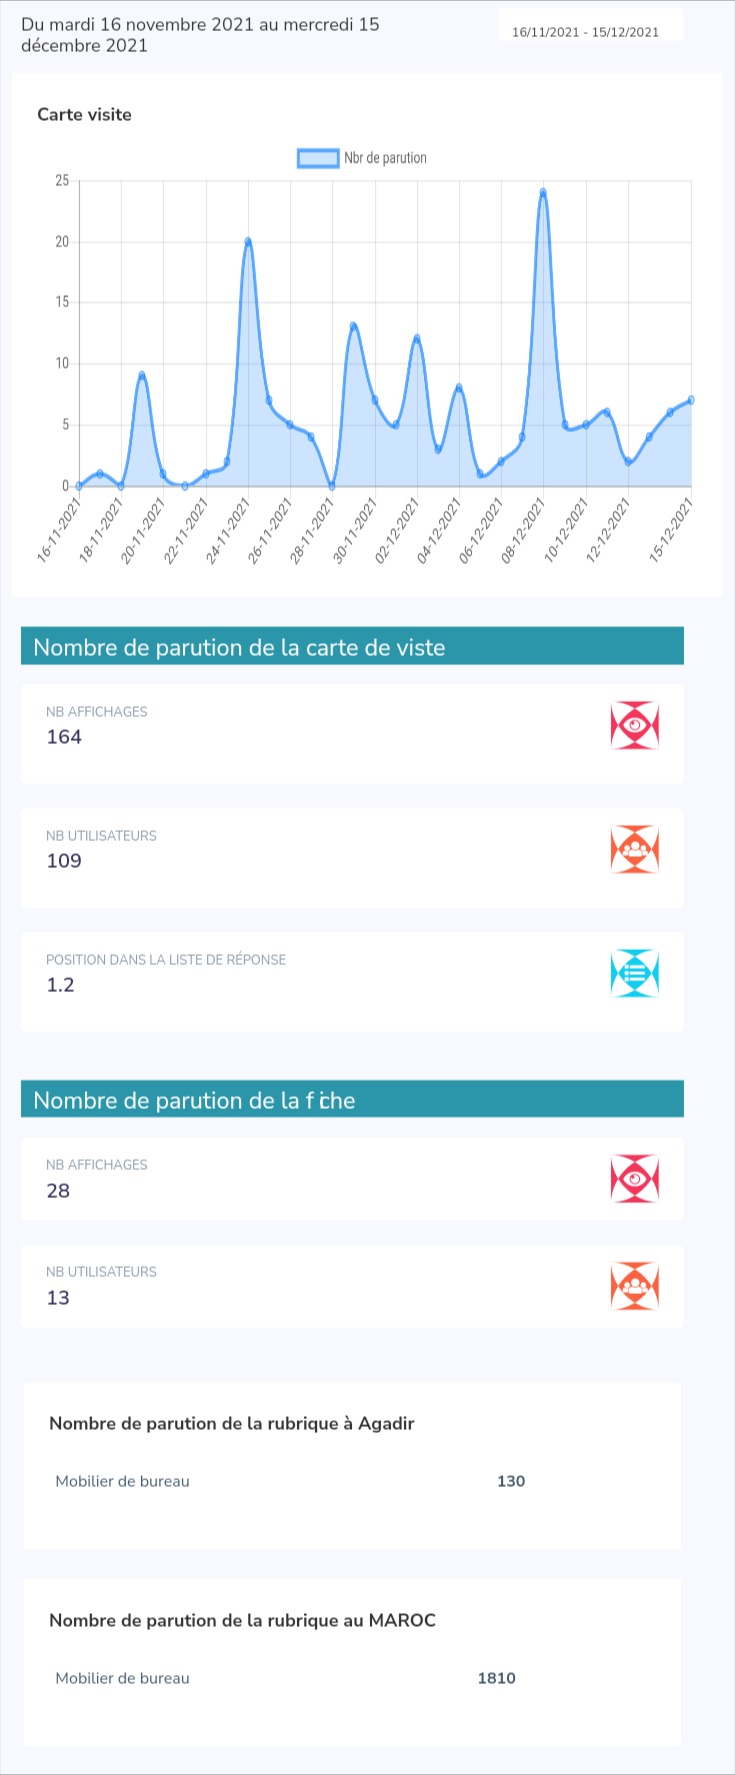 Du mardi 16 novembre 2021 au mercredi 15
décembre 2021
16/11/2021 - 15/12/2021
Carte visite
Nbr de parution
25
20
15
10
5
0
16-11-2021
18-11-2021
20-11-2021
22-11-2021
24-11-2021
26-11-2021
28-11-2021
30-11-2021
02-12-2021
04-12-2021
06-12-2021
08-12-2021
10-12-2021
12-12-2021
15-12-2021
Nombre de parution de la carte de viste
NB AFFICHAGES
164
NB UTILISATEURS
109
POSITION DANS LA LISTE DE RÉPONSE
1.2
Nombre de parution de la fiche
NB AFFICHAGES
28
NB UTILISATEURS
13
Nombre de parution de la rubrique à Agadir
Mobilier de bureau 130
Nombre de parution de la rubrique au MAROC
Mobilier de bureau 1810